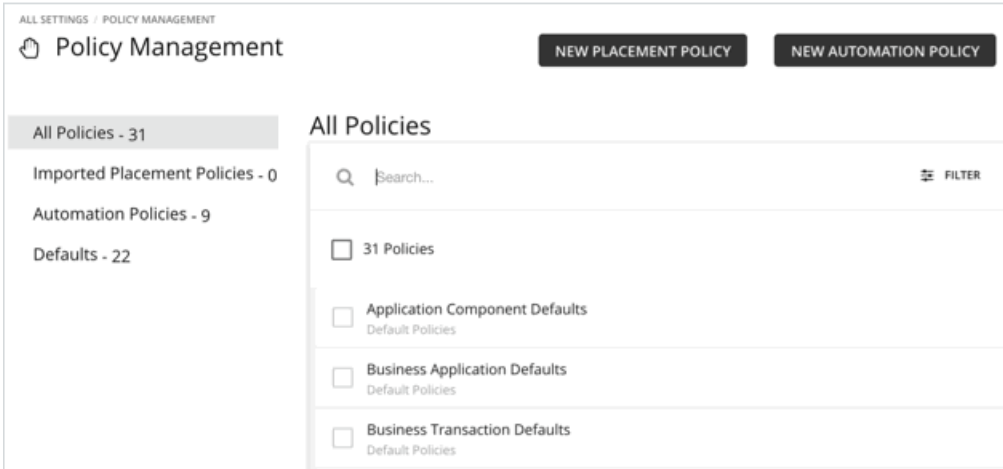 ALL SETTINGS / POLICY MANAGEMENT
Policy Management
NEW PLACEMENT POLICY
NEW AUTOMATION POLICY
All Policies - 31
Imported Placement Policies - 0
Automation Policies - 9
Defaults - 22
All Policies
Search...
FILTER
31 Policies
Application Component Defaults
Default Policies
Business Application Defaults
Default Policies
Business Transaction Defaults
Default Policies